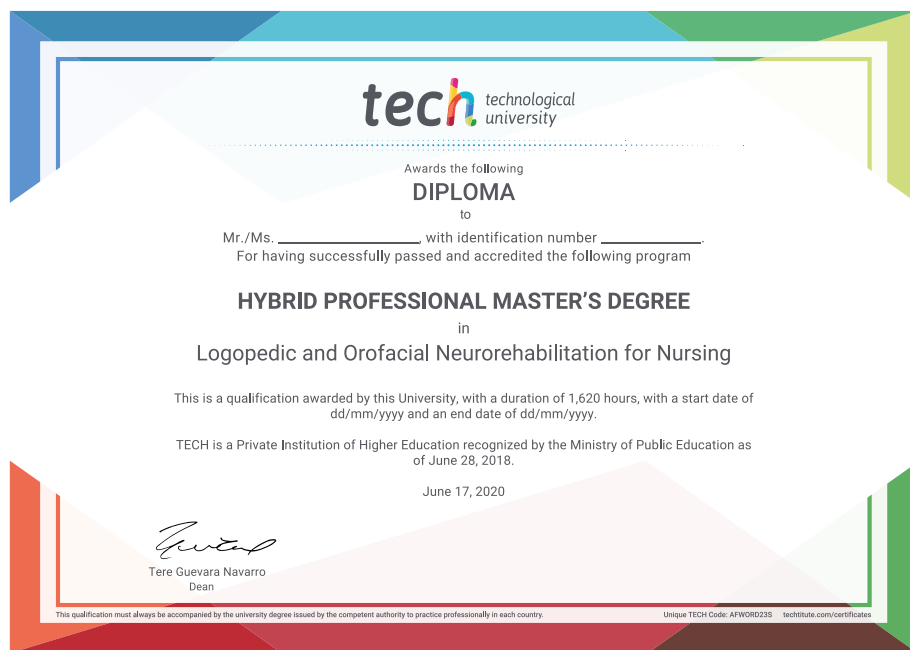 tech technological
university
Awards the following
DIPLOMA
to
Mr./Ms. ____________, with identification number ____________.
For having successfully passed and accredited the following program
HYBRID PROFESSIONAL MASTER'S DEGREE
in
Logopedic and Orofacial Neurorehabilitation for Nursing
This is a qualification awarded by this University, with a duration of 1,620 hours, with a start date of
dd/mm/yyyy and an end date of dd/mm/yyyy.
TECH is a Private Institution of Higher Education recognized by the Ministry of Public Education as
of June 28, 2018.
June 17, 2020
Tere Guevara Navarro
Dean
This qualification must always be accompanied by the university degree issued by the competent authority to practice professionally in each country. Unique TECH Code: AFWORD23S techtitute.com/certificates